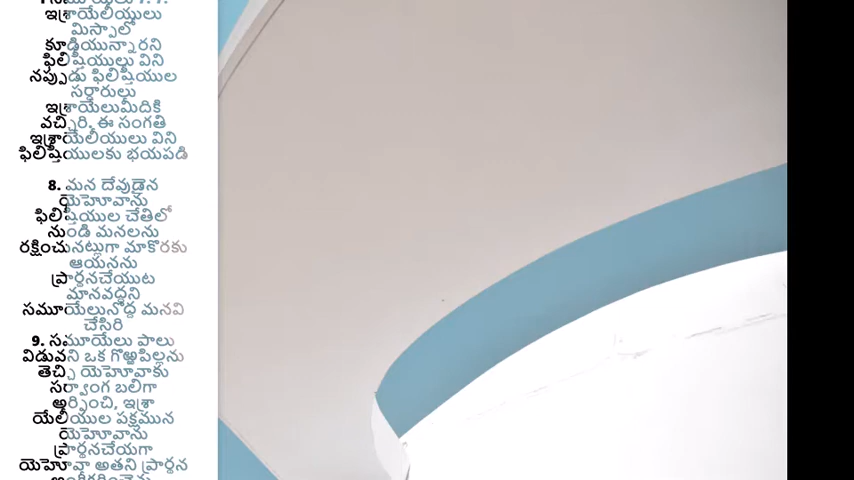 ఇశ్రాయేలీయులు
మిస్పాలో
కూడియున్నారని
ఫిలిష్తీయులు విని
నప్పుడు ఫిలిష్తీయుల
సర్దారులు
ఇశ్రాయేలుమీదికి
వచ్చిరి. ఈ సంగతి
ఇశ్రాయేలీయులు విని
ఫిలిష్తీయులకు భయపడి
8. మన దేవుడైన
యెహోవాను
ఫిలిష్తీయుల చేతిలో
నుండి మనలను
రక్షించునట్లుగా మాకొరకు
ఆయనను
ప్రార్థనచేయుట
మానవద్దని
సమూయేలునొద్ద మనవి
చేసిరి
9. సమూయేలు పాలు
విడువని ఒక గొఱ్ఱపిల్లను
తెచ్చి యెహోవాకు
సర్వాంగ బలిగా
అర్పించి, ఇశ్రా
యేలీయుల పక్షమున
యెహోవాను
ప్రార్థనచేయగా
యెహోవా అతని ప్రార్థన